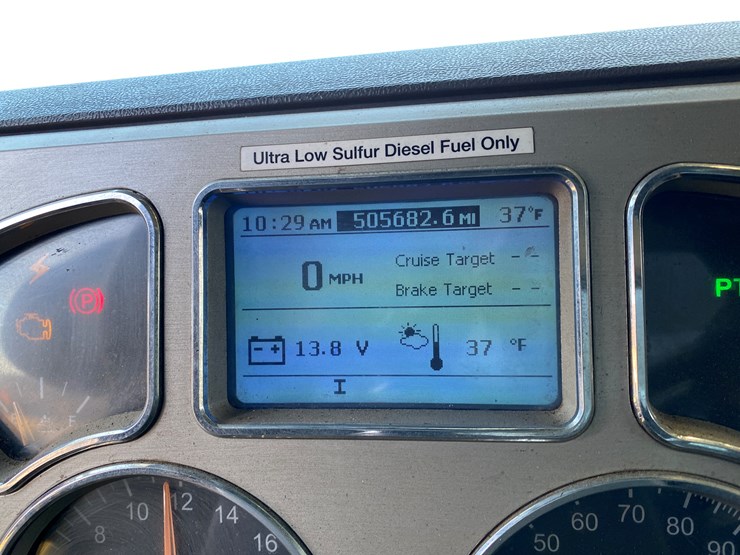 Ultra Low Sulfur Diesel Fuel Only
10:29 AM 505682.6 MI 37°F
0 MPH
Cruise Target - -
Brake Target - -
- + 13.8 V 37 °F
I
P
PT
8 10 12 14 16
50 60 70 80 90